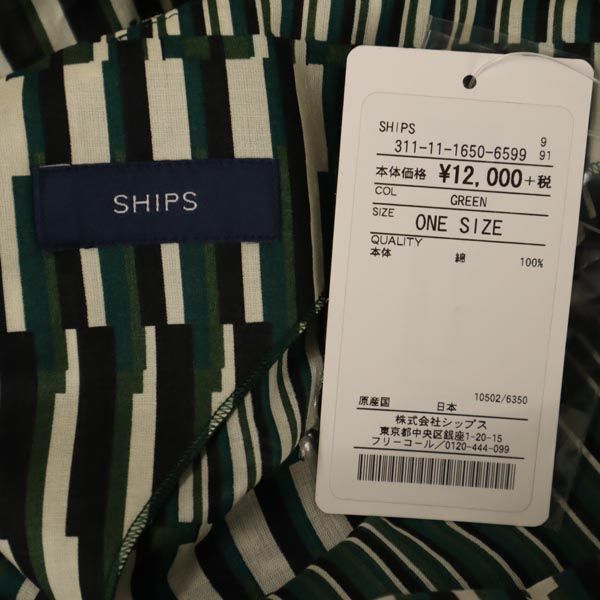 SHIPS
SHIPS
311-11-1650-6599 9
91
本体価格 ¥12,000+税
COL GREEN
SIZE ONE SIZE
QUALITY
本体 綿 100%
10502/6350
原産国 日本
株式会社シップス
東京都中央区銀座1-20-15
フリーコール/0120-444-099